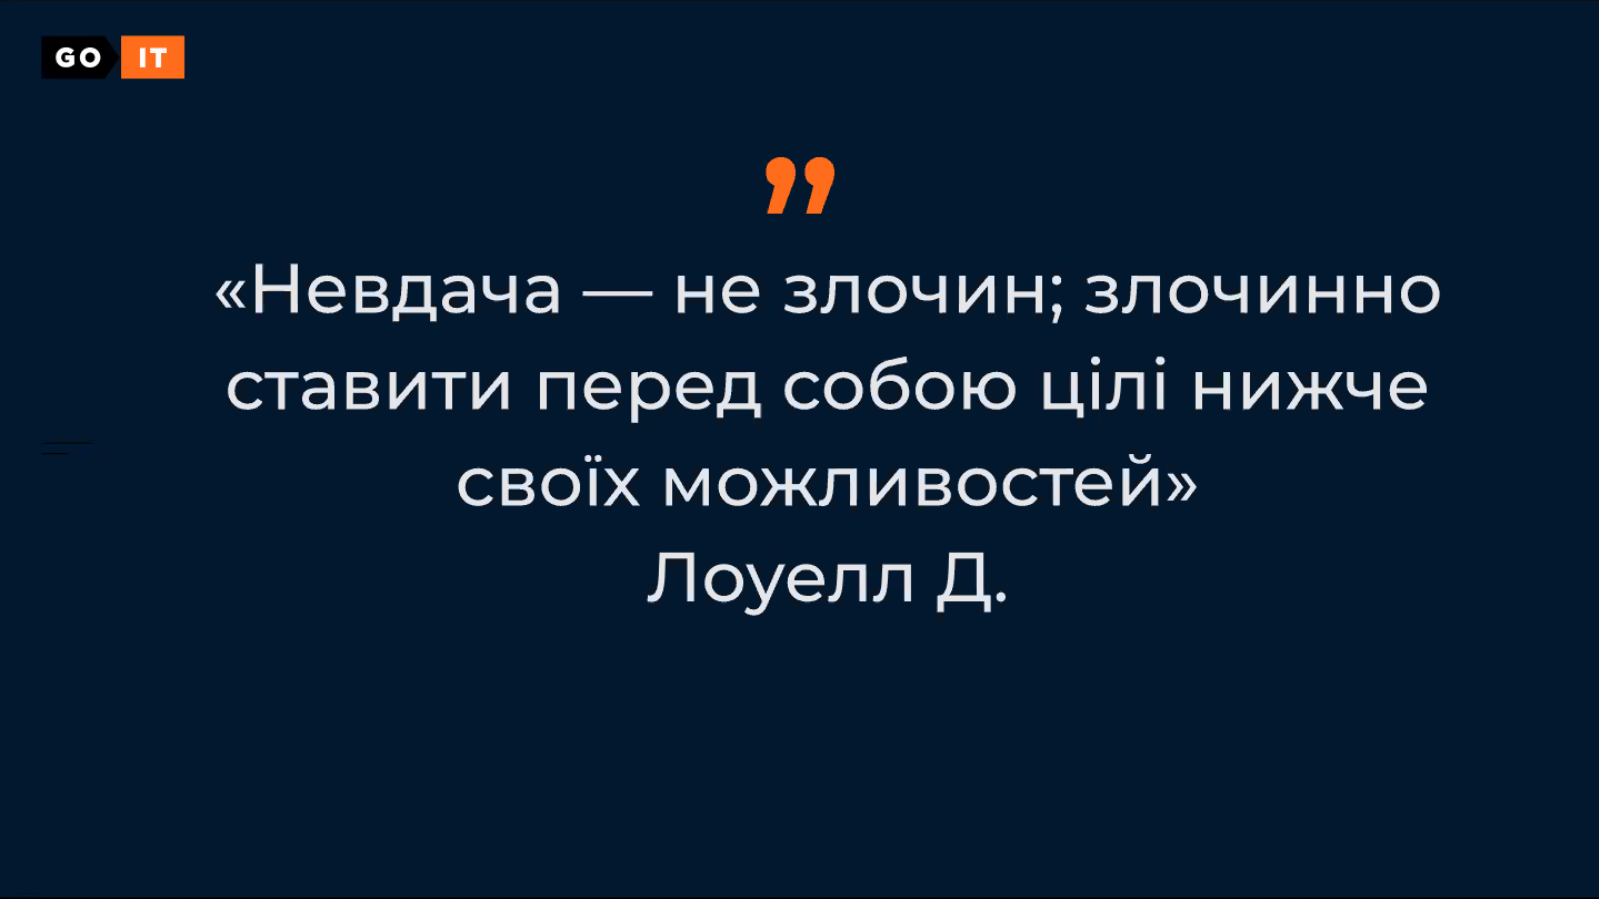 GO IT
”
«Невдача — не злочин; злочинно
ставити перед собою цілі нижче
своїх можливостей»
Лоуелл Д.